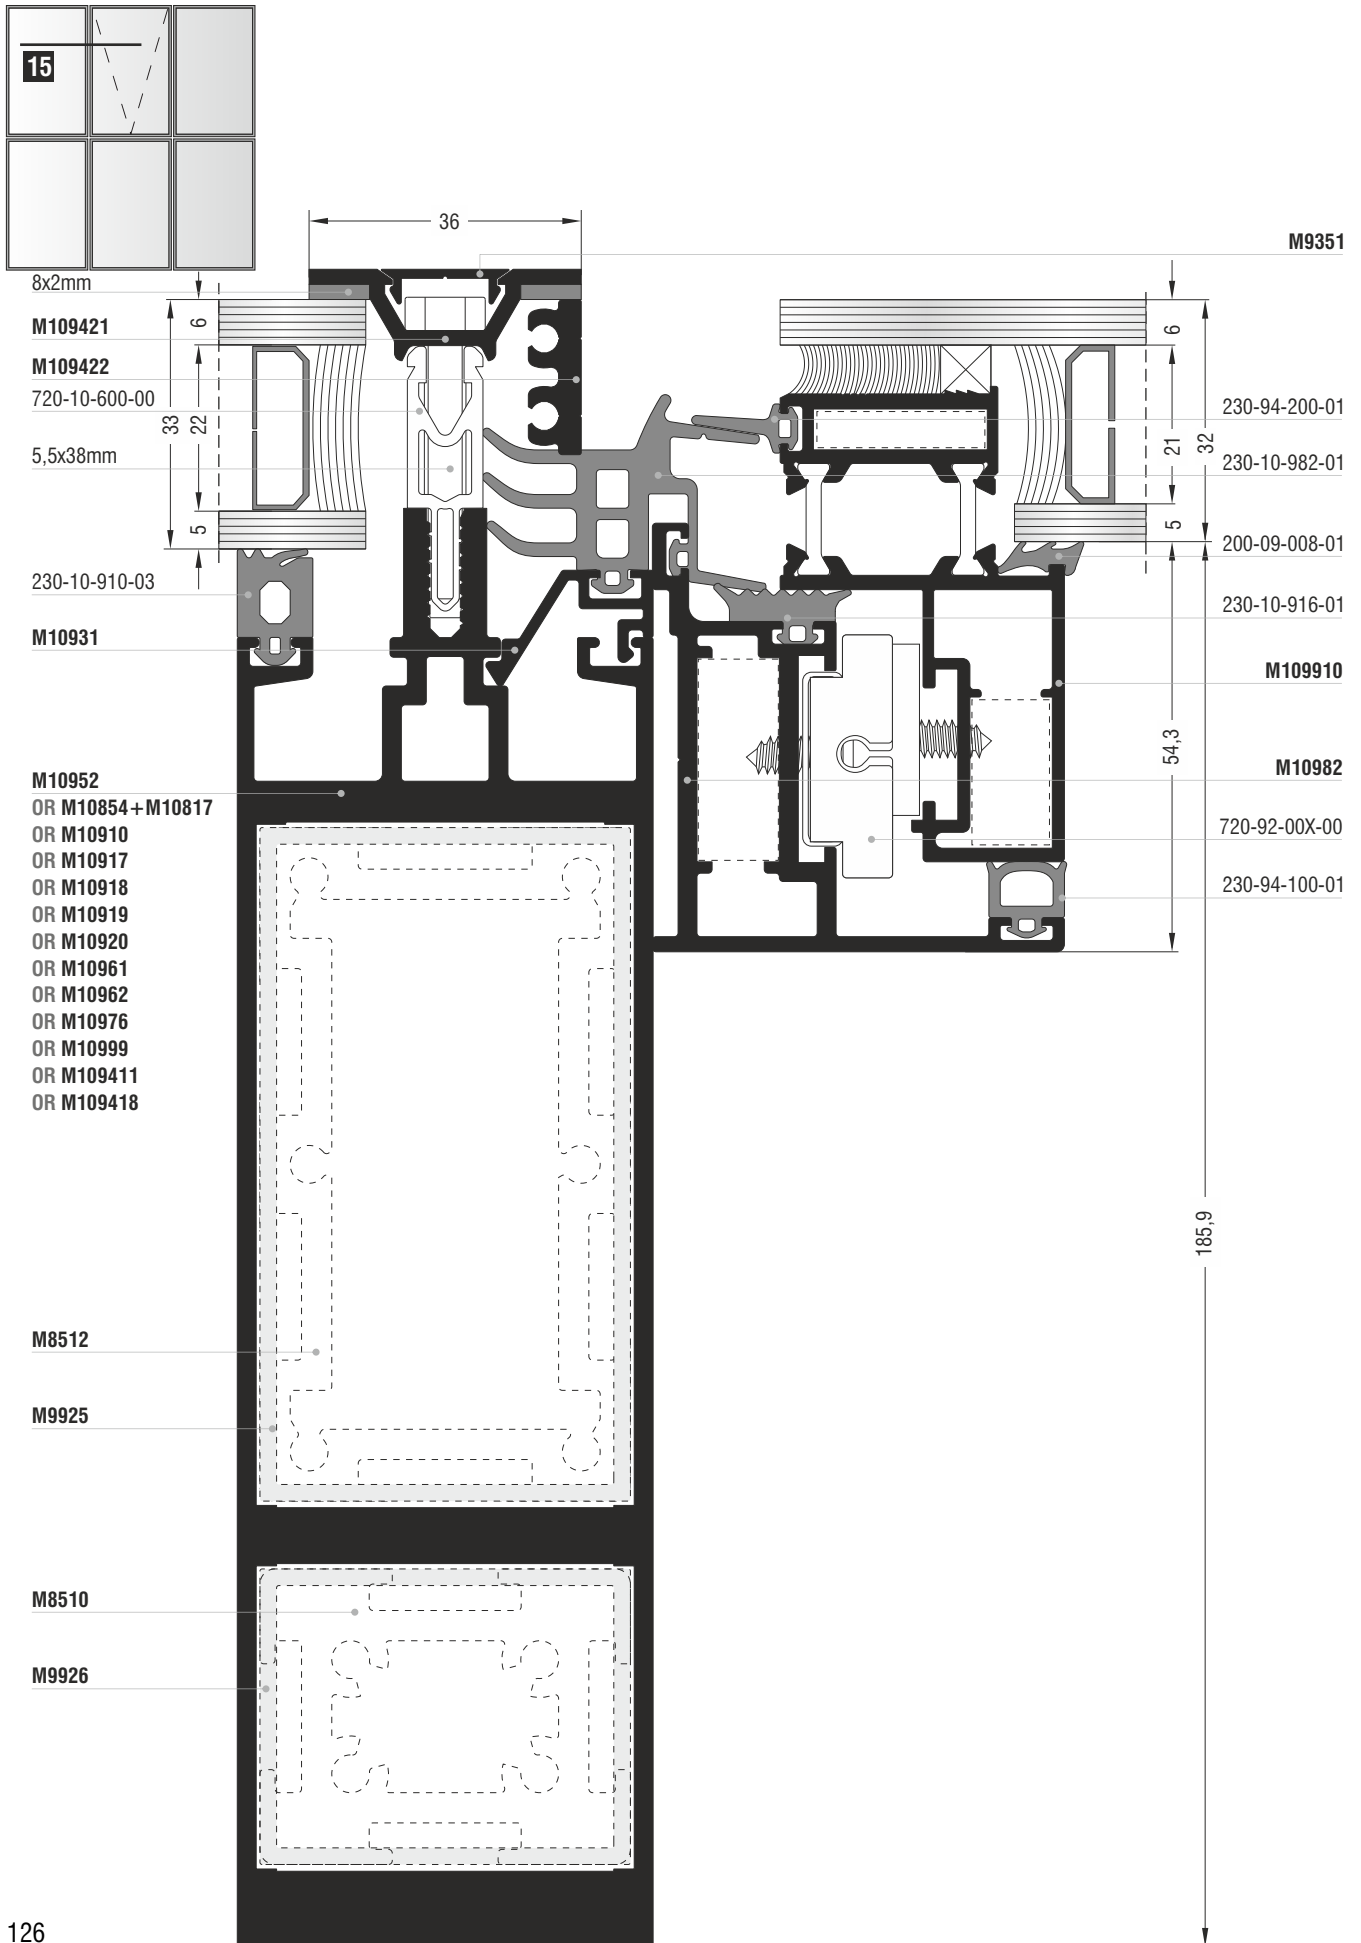 15
36
M9351
8x2mm
M109421
M109422
720-10-600-00
5,5x38mm
230-10-910-03
M10931
M10952
OR M10854+M10817
OR M10910
OR M10917
OR M10918
OR M10919
OR M10920
OR M10961
OR M10962
OR M10976
OR M10999
OR M109411
OR M109418
M8512
M9925
M8510
M9926
6
33
22
5
6
21
32
5
230-94-200-01
230-10-982-01
200-09-008-01
230-10-916-01
M109910
54,3
M10982
720-92-00X-00
230-94-100-01
185,9
126